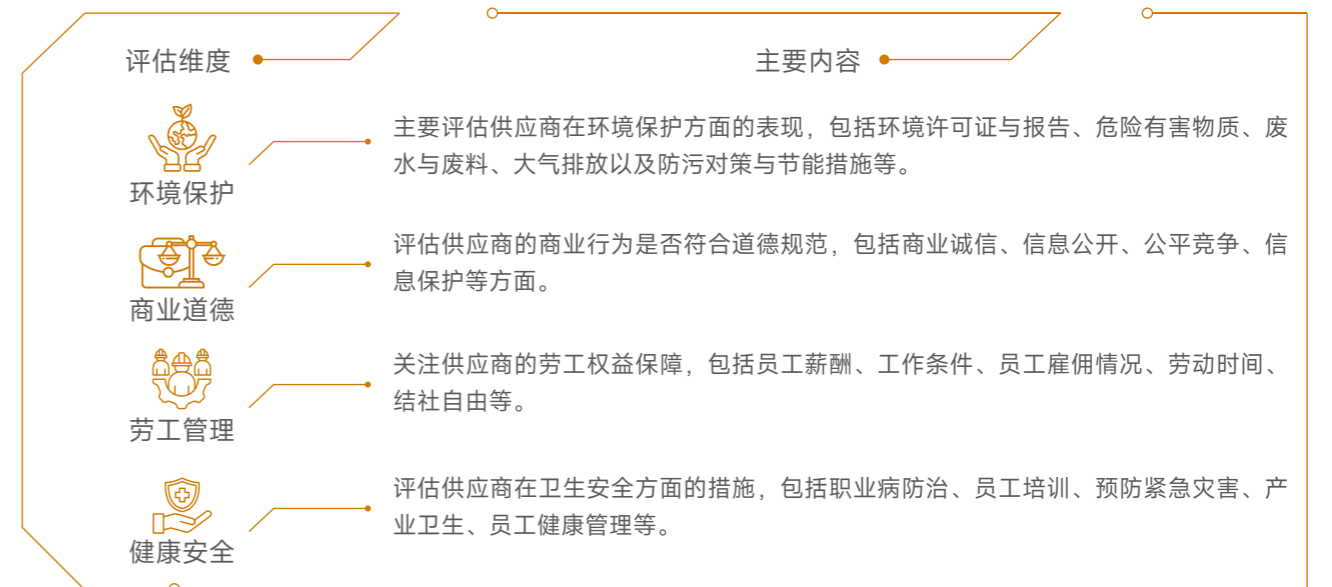 评估维度
主要内容
主要评估供应商在环境保护方面的表现，包括环境许可证与报告、危险有害物质、废
水与废料、大气排放以及防污对策与节能措施等。
环境保护
评估供应商的商业行为是否符合道德规范，包括商业诚信、信息公开、公平竞争、信
息保护等方面。
商业道德
关注供应商的劳工权益保障，包括员工薪酬、工作条件、员工雇佣情况、劳动时间、
结社自由等。
劳工管理
评估供应商在卫生安全方面的措施，包括职业病防治、员工培训、预防紧急灾害、产
业卫生、员工健康管理等。
健康安全